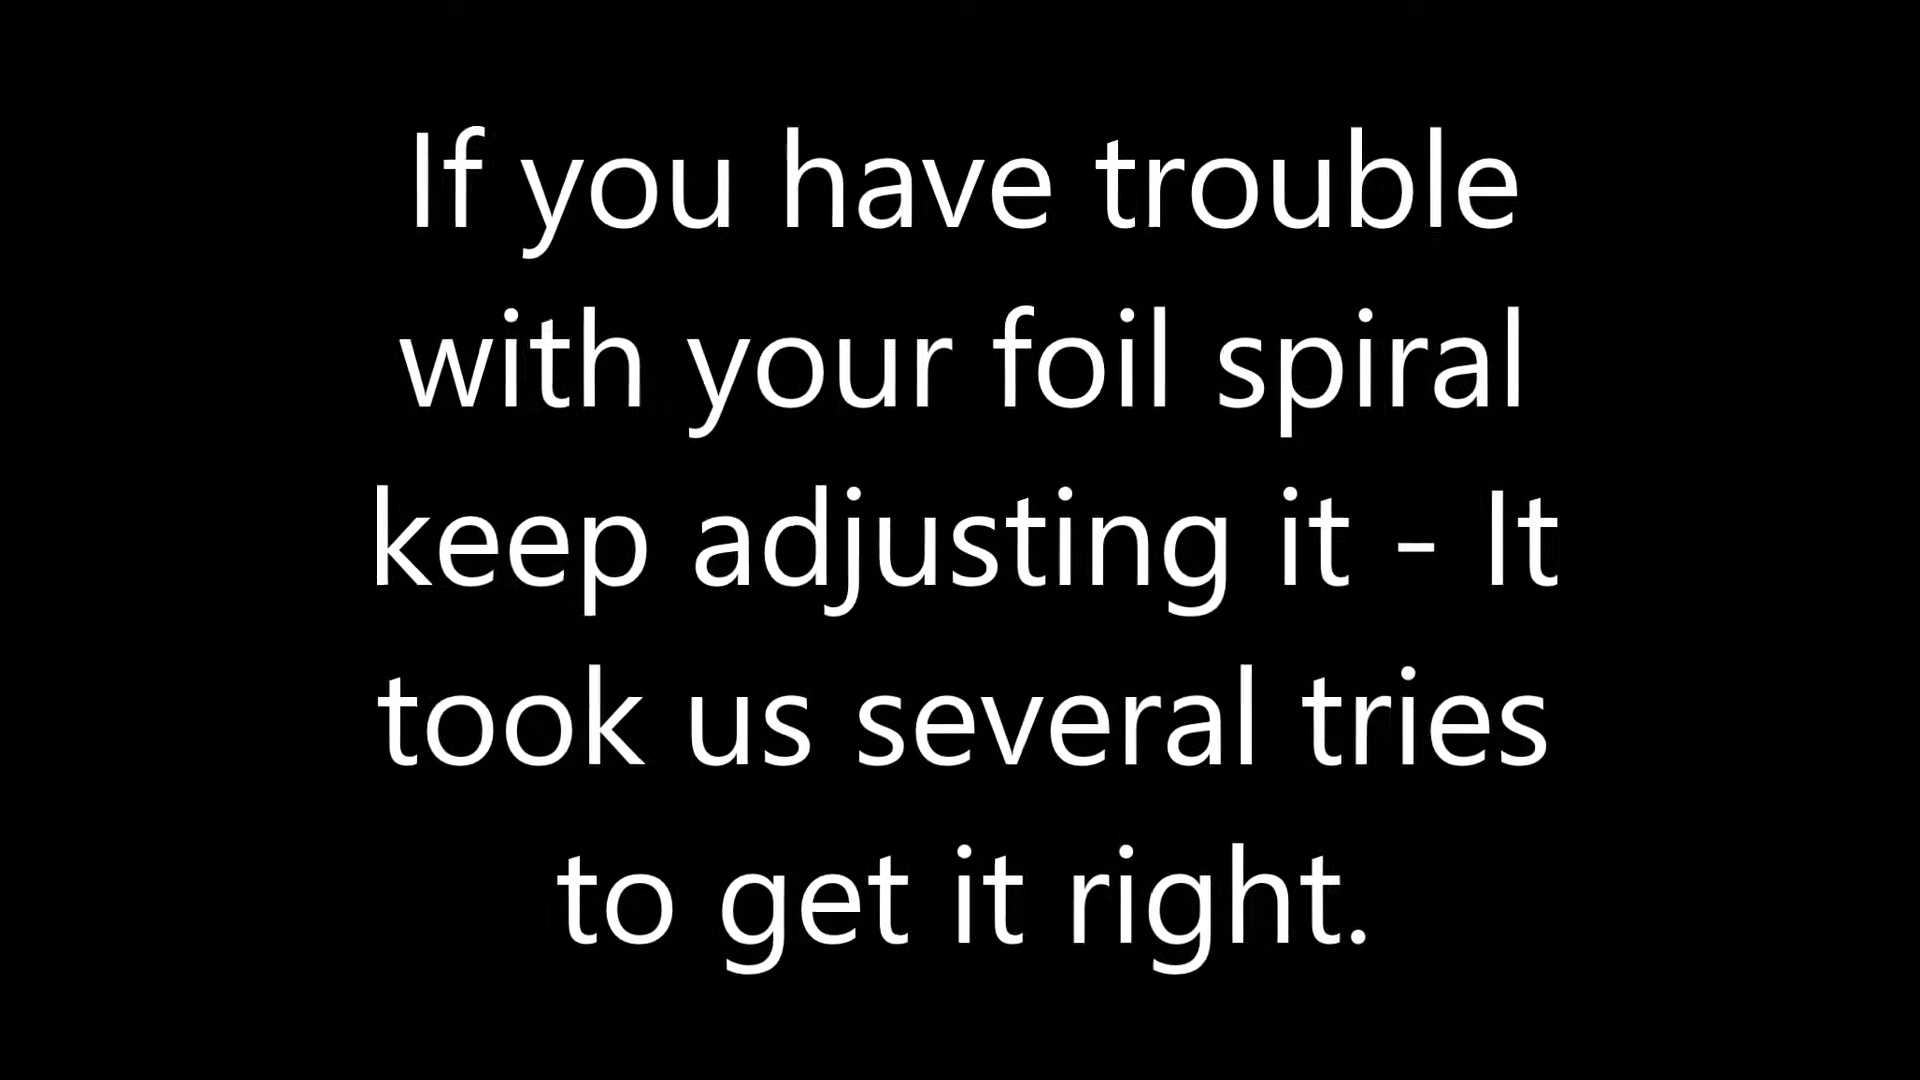 If you have trouble
with your foil spiral
keep adjusting it - It
took us several tries
to get it right.